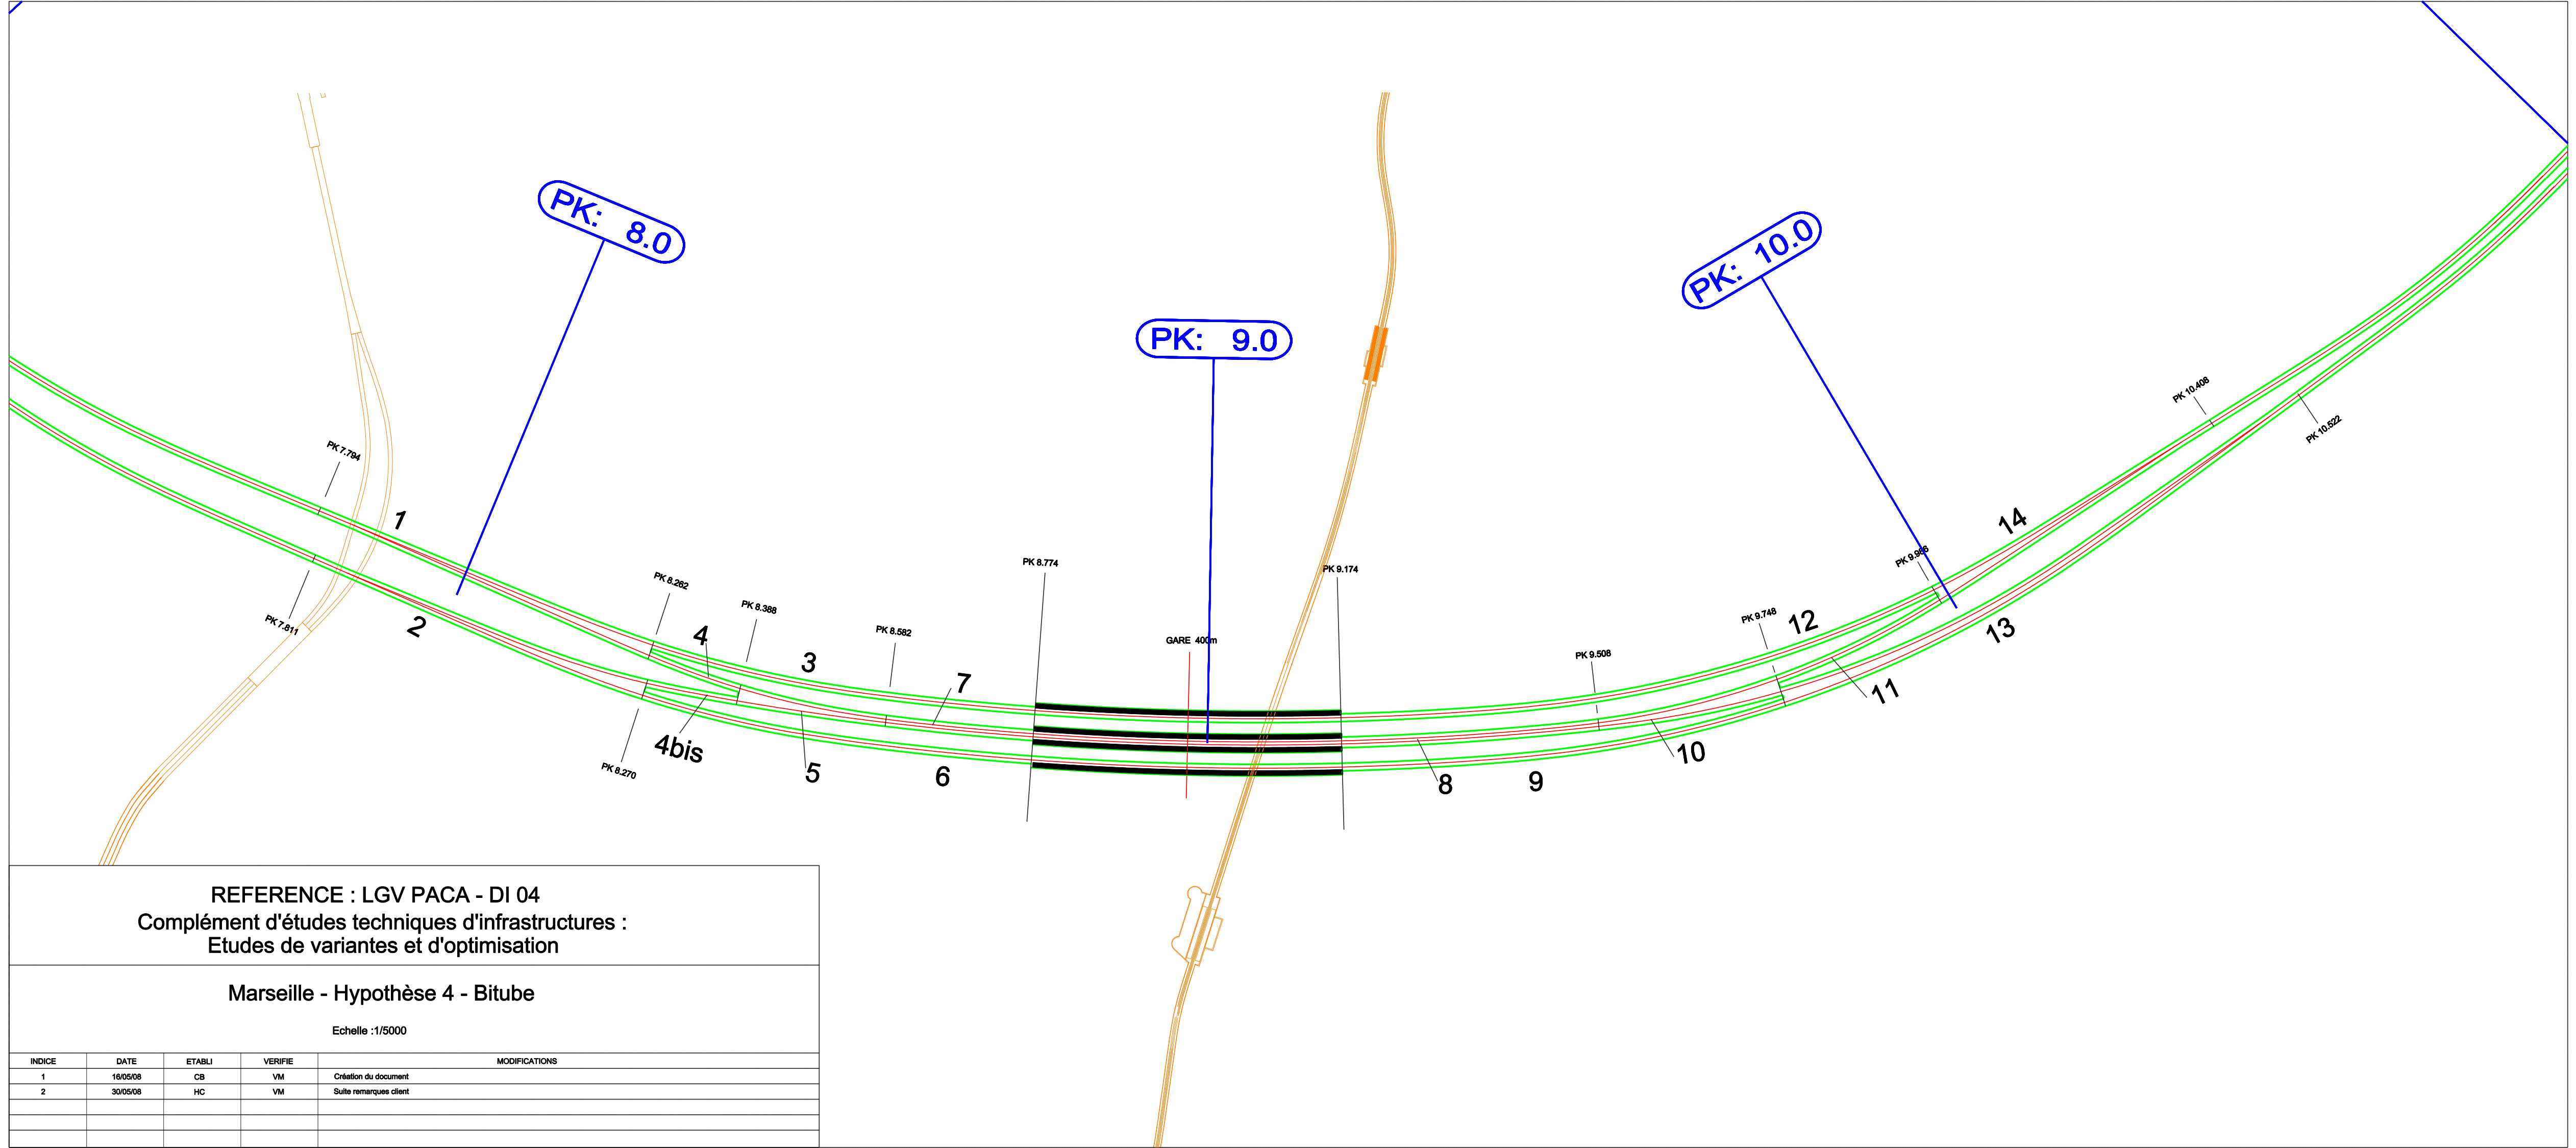 PK: 8.0
PK: 9.0
PK: 10.0
PK 7.794
1
PK 7.811
2
PK 8.262
4
PK 8.388
3
PK 8.582
7
PK 8.774
GARE 400m
PK 9.174
PK 9.508
PK 9.748
12
PK 9.988
14
PK 10.408
PK 10.522
13
11
10
9
8
6
5
4bis
PK 8.270
REFERENCE : LGV PACA - DI 04
Complément d'études techniques d'infrastructures :
Etudes de variantes et d'optimisation
Marseille - Hypothèse 4 - Bitube
Echelle :1/5000
INDICE DATE ETABLI VERIFIE MODIFICATIONS
1 16/05/08 CB VM Création du document
2 30/05/08 HC VM Suite remarques client